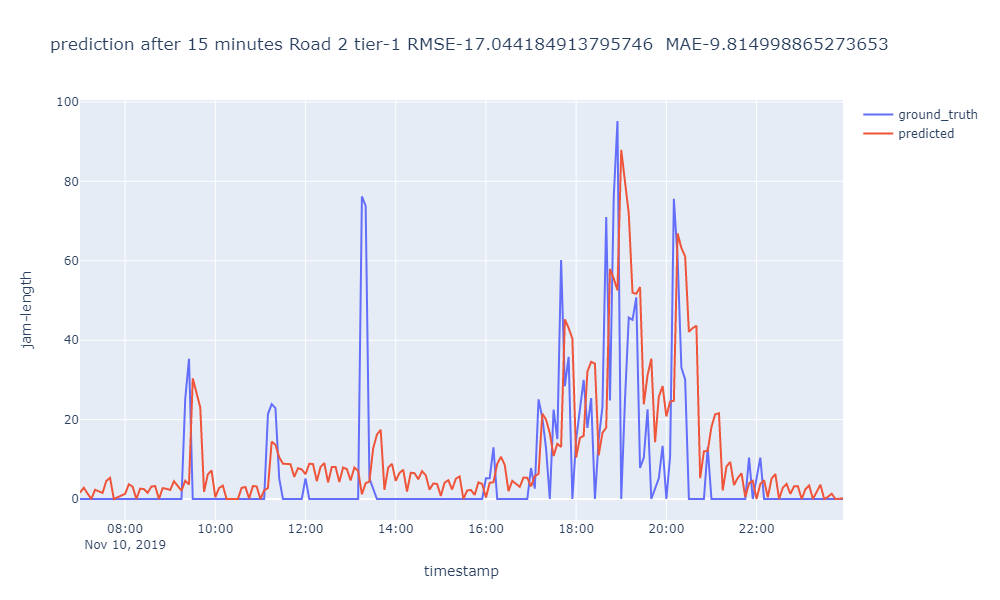 prediction after 15 minutes Road 2 tier-1 RMSE-17.044184913795746  MAE-9.814998865273653
ground_truth
predicted
100
80
60
40
20
0
jam-length
08:00 10:00 12:00 14:00 16:00 18:00 20:00 22:00
Nov 10, 2019
timestamp